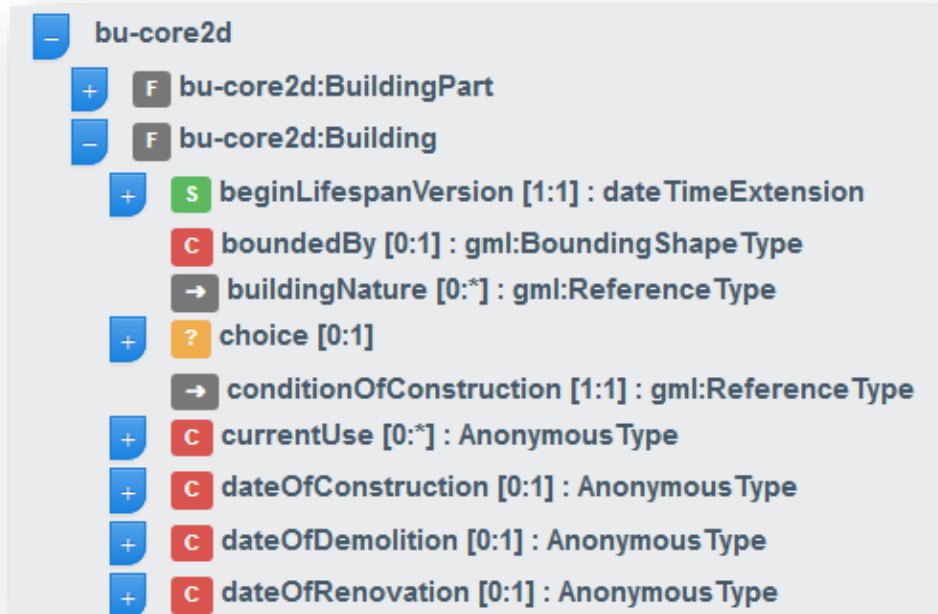 − bu-core2d
+ F bu-core2d:BuildingPart
− F bu-core2d:Building
+ S beginLifespanVersion [1:1] : dateTimeExtension
C boundedBy [0:1] : gml:BoundingShapeType
➜ buildingNature [0:*] : gml:ReferenceType
+ ? choice [0:1]
➜ conditionOfConstruction [1:1] : gml:ReferenceType
+ C currentUse [0:*] : AnonymousType
+ C dateOfConstruction [0:1] : AnonymousType
+ C dateOfDemolition [0:1] : AnonymousType
+ C dateOfRenovation [0:1] : AnonymousType